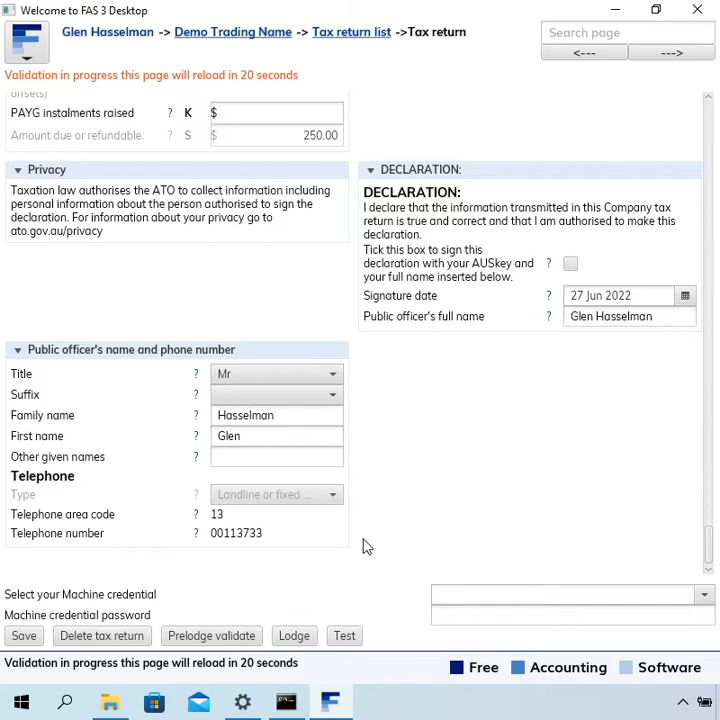 Welcome to FAS 3 Desktop
Glen Hasselman -> Demo Trading Name -> Tax return list ->Tax return
Search page
<---
--->
Validation in progress this page will reload in 20 seconds
offsets)
PAYG instalments raised ? K $
Amount due or refundable. ? S $ 250.00
Privacy
Taxation law authorises the ATO to collect information including
personal information about the person authorised to sign the
declaration. For information about your privacy go to
ato.gov.au/privacy
DECLARATION:
DECLARATION:
I declare that the information transmitted in this Company tax
return is true and correct and that I am authorised to make this
declaration.
Tick this box to sign this
declaration with your AUSkey and ?
your full name inserted below.
Signature date ? 27 Jun 2022
Public officer's full name ? Glen Hasselman
Public officer's name and phone number
Title ? Mr
Suffix ?
Family name ? Hasselman
First name ? Glen
Other given names ?
Telephone
Type ? Landline or fixed ...
Telephone area code ? 13
Telephone number ? 00113733
Select your Machine credential
Machine credential password
Save Delete tax return Prelodge validate Lodge Test
Validation in progress this page will reload in 20 seconds
Free Accounting Software